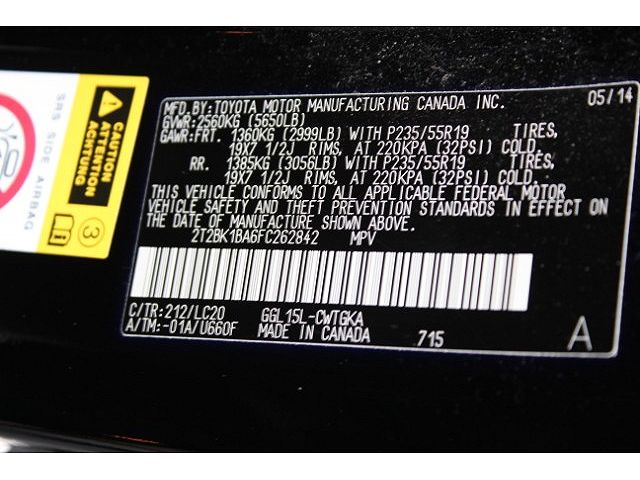 MFD.BY:TOYOTA MOTOR MANUFACTURING CANADA INC. 05/14
GVWR:2560KG (5650LB)
GAWR:FRT. 1360KG (2999LB) WITH P235/55R19 TIRES,
19X7 1/2J RIMS, AT 220KPA (32PSI) COLD.
RR. 1385KG (3056LB) WITH P235/55R19 TIRES,
19X7 1/2J RIMS, AT 220KPA (32PSI) COLD.
THIS VEHICLE CONFORMS TO ALL APPLICABLE FEDERAL MOTOR
VEHICLE SAFETY AND THEFT PREVENTION STANDARDS IN EFFECT ON
THE DATE OF MANUFACTURE SHOWN ABOVE.
2T2BK1BA6FC262842 MPV
C/TR:212/LC20 GGL15L-CWTGKA
A/TM:-01A/U660F MADE IN CANADA 715 A
SRS SIDE AIRBAG
CAUTION
ATTENTION
ACHTUNG
3